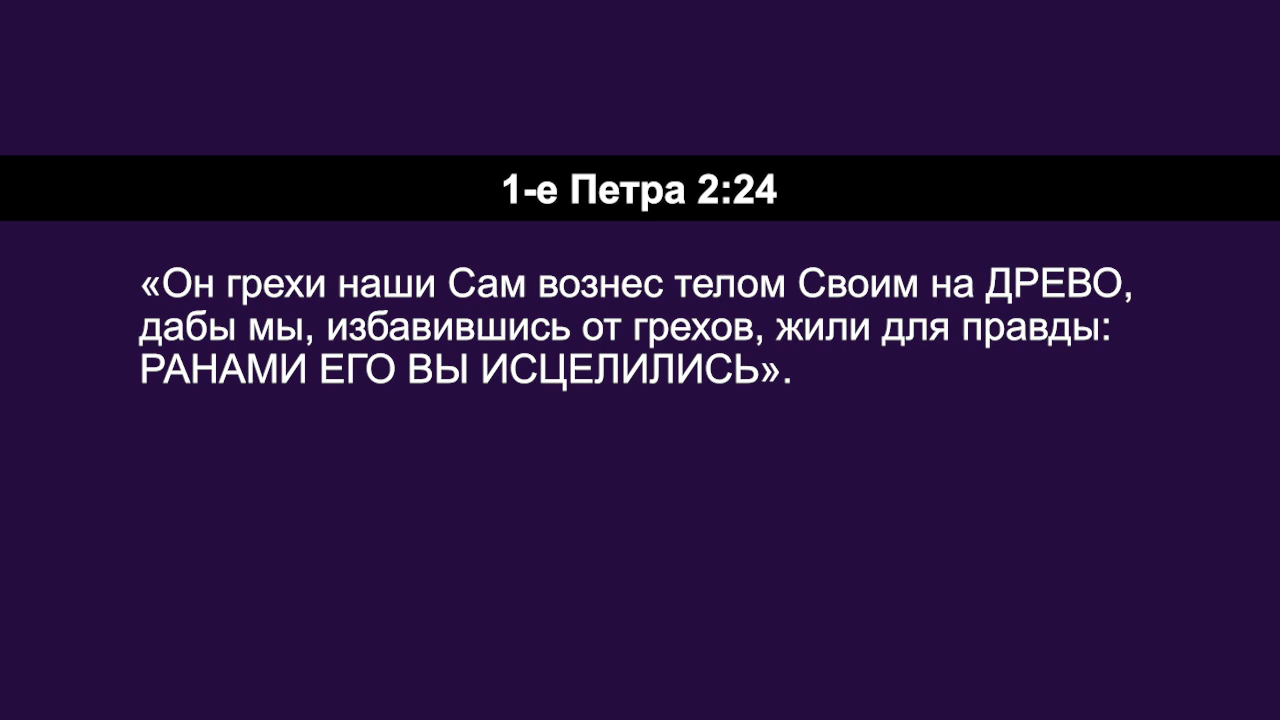 1-е Петра 2:24
«Он грехи наши Сам вознес телом Своим на ДРЕВО,
дабы мы, избавившись от грехов, жили для правды:
РАНАМИ ЕГО ВЫ ИСЦЕЛИЛИСЬ».